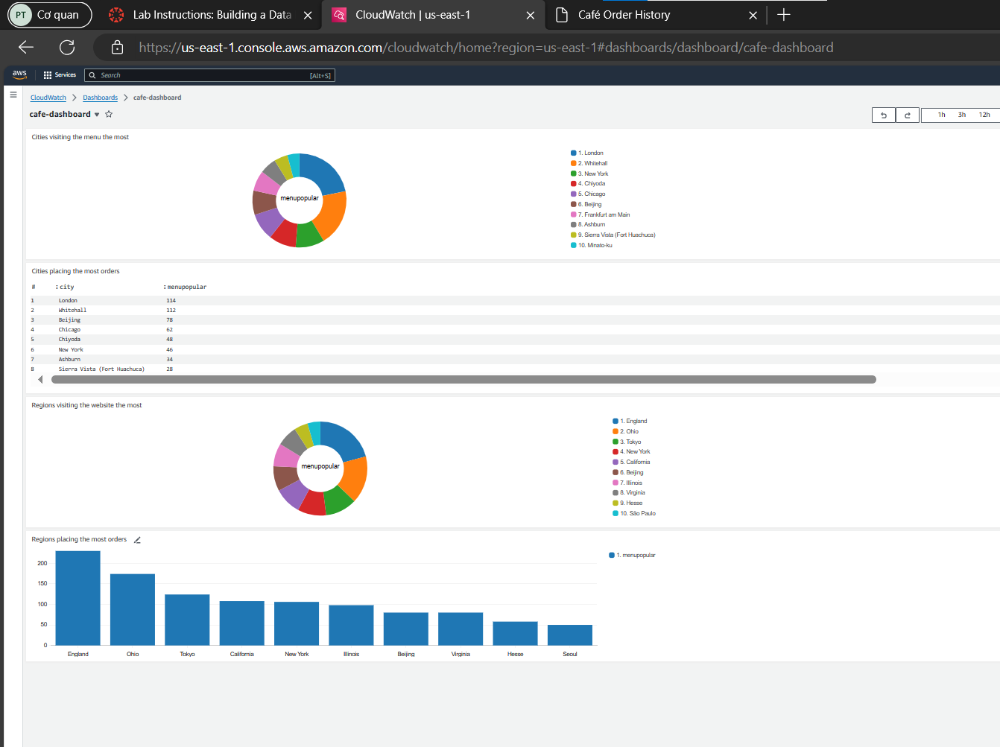 PT Cơ quan
Lab Instructions: Building a Data
CloudWatch | us-east-1
Café Order History
https://us-east-1.console.aws.amazon.com/cloudwatch/home?region=us-east-1#dashboards/dashboard/cafe-dashboard
aws Services Search [Alt+S]
CloudWatch > Dashboards > cafe-dashboard
cafe-dashboard
1h 3h 12h
Cities visiting the menu the most
menupopular
1. London
2. Whitehall
3. New York
4. Chiyoda
5. Chicago
6. Beijing
7. Frankfurt am Main
8. Ashburn
9. Sierra Vista (Fort Huachuca)
10. Minato-ku
Cities placing the most orders
# city menupopular
1 London 114
2 Whitehall 112
3 Beijing 78
4 Chicago 62
5 Chiyoda 48
6 New York 46
7 Ashburn 34
8 Sierra Vista (Fort Huachuca) 28
Regions visiting the website the most
menupopular
1. England
2. Ohio
3. Tokyo
4. New York
5. California
6. Beijing
7. Illinois
8. Virginia
9. Hesse
10. São Paulo
Regions placing the most orders
200
150
100
50
0
England Ohio Tokyo California New York Illinois Beijing Virginia Hesse Seoul
1. menupopular